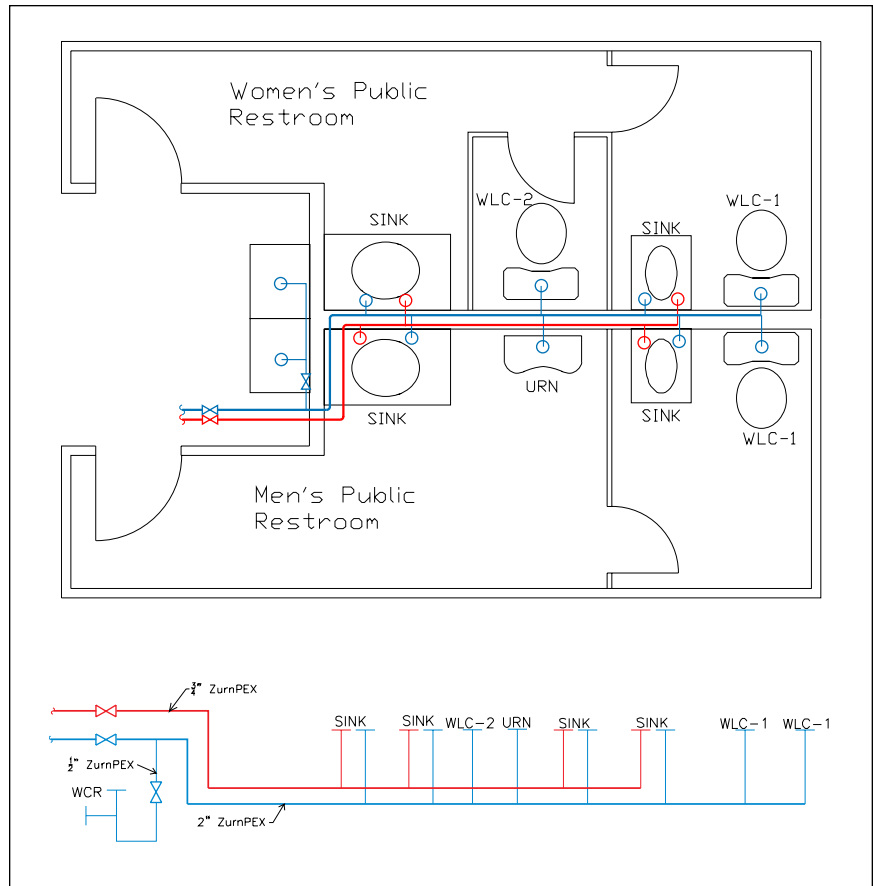 Women's Public
Restroom
WLC-2
WLC-1
SINK
SINK
URN
SINK
SINK
WLC-1
Men's Public
Restroom
3/4" ZurnPEX
SINK
SINK
WLC-2
URN
SINK
SINK
WLC-1
WLC-1
1/2" ZurnPEX
WCR
2" ZurnPEX